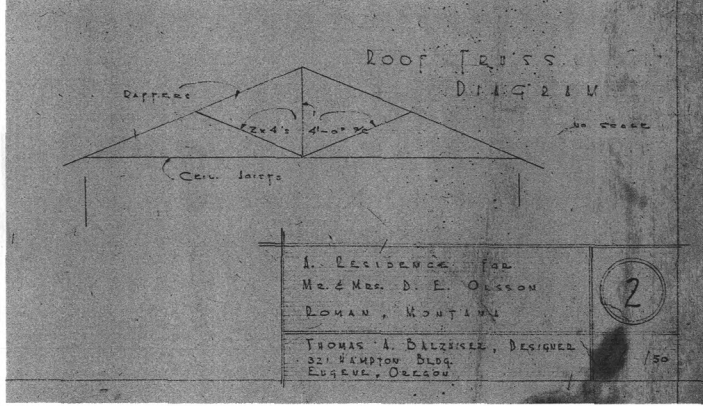 ROOF TRUSS
DIAGRAM
RAFTERS
2x4's 4'-0" o/c
NO SCALE
CEIL. JOISTS
A RESIDENCE FOR
MR. & MRS. D. E. OLSSON
RONAN, MONTANA
2
THOMAS A. BALZHISER, DESIGNER
321 HAMPTON BLDG.
EUGENE, OREGON
/50